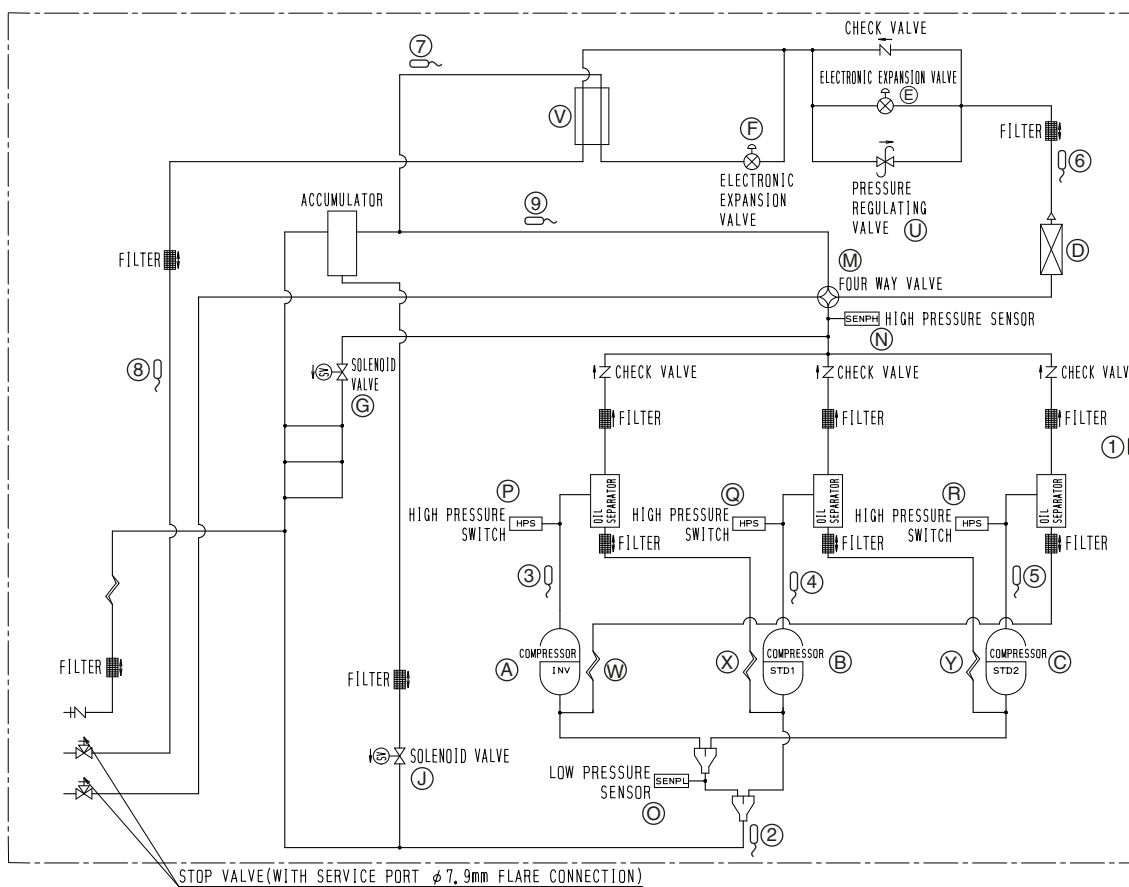 CHECK VALVE
7
ELECTRONIC EXPANSION VALVE
E
V
F
FILTER
6
ELECTRONIC
EXPANSION
VALVE
PRESSURE
REGULATING
VALVE
U
ACCUMULATOR
9
D
FILTER
M
FOUR WAY VALVE
SENPH
HIGH PRESSURE SENSOR
N
8
SV
SOLENOID
VALVE
G
CHECK VALVE
CHECK VALVE
CHECK VALV
FILTER
FILTER
FILTER
1
P
Q
R
OIL
SEPARATOR
OIL
SEPARATOR
OIL
SEPARATOR
HIGH PRESSURE
SWITCH
HPS
HIGH PRESSURE
SWITCH
HPS
HIGH PRESSURE
SWITCH
HPS
FILTER
FILTER
FILTER
3
4
5
COMPRESSOR
INV
A
W
X
COMPRESSOR
STD1
B
Y
COMPRESSOR
STD2
C
FILTER
FILTER
SV
SOLENOID VALVE
J
LOW PRESSURE
SENSOR
SENPL
O
2
STOP VALVE(WITH SERVICE PORT φ7.9mm FLARE CONNECTION)